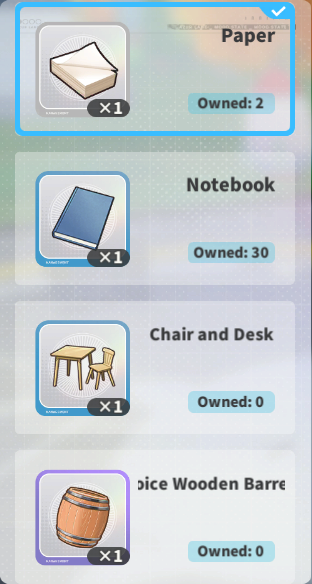 Paper
×1
Owned: 2
Notebook
×1
Owned: 30
Chair and Desk
×1
Owned: 0
oice Wooden Barre
×1
Owned: 0